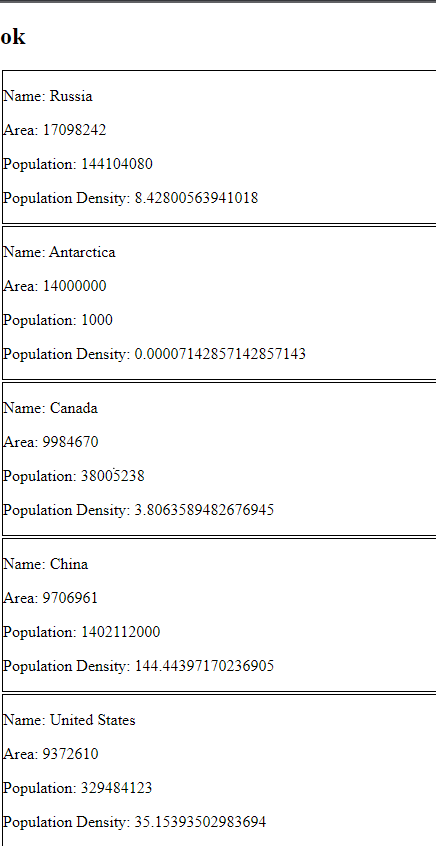 ok
Name: Russia
Area: 17098242
Population: 144104080
Population Density: 8.42800563941018
Name: Antarctica
Area: 14000000
Population: 1000
Population Density: 0.00007142857142857143
Name: Canada
Area: 9984670
Population: 38005238
Population Density: 3.8063589482676945
Name: China
Area: 9706961
Population: 1402112000
Population Density: 144.44397170236905
Name: United States
Area: 9372610
Population: 329484123
Population Density: 35.15393502983694